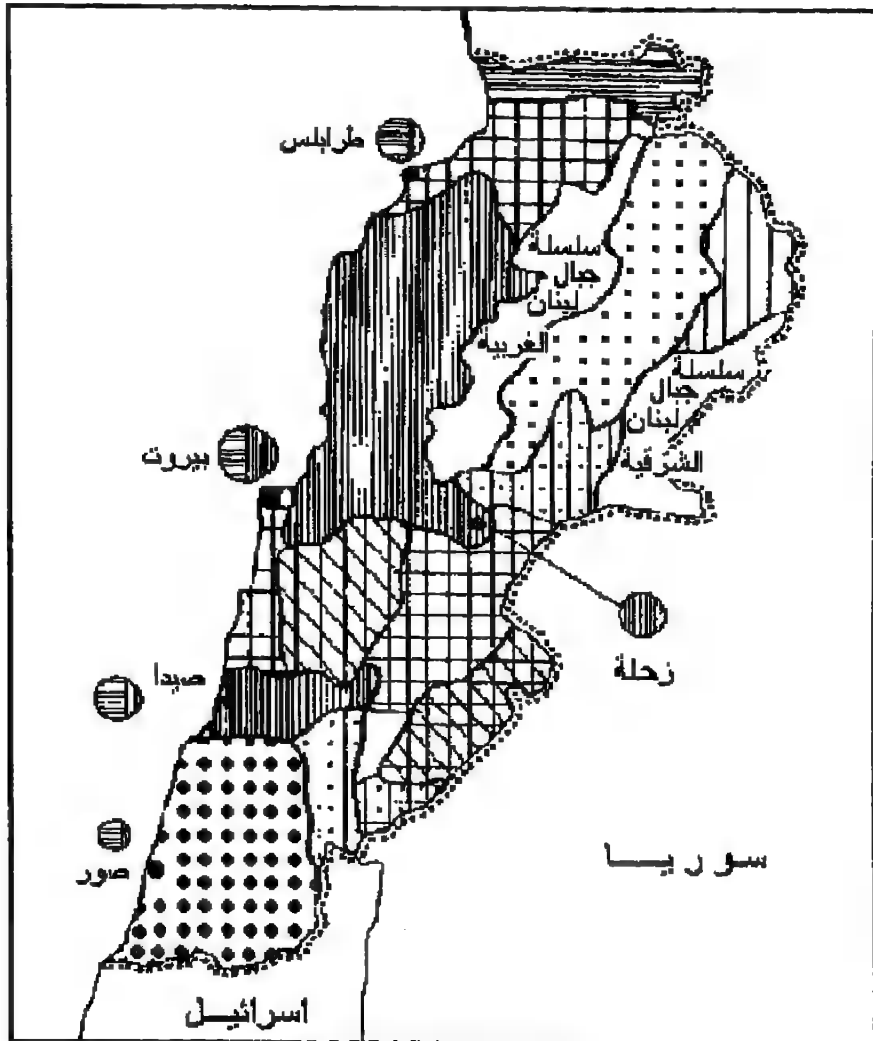 طرابلس
سلسلة
جبال
لبنان
الغربية
سلسلة
جبال
لبنان
الشرقية
بيروت
زحلة
صيدا
صور
سوريا
اسرائيل